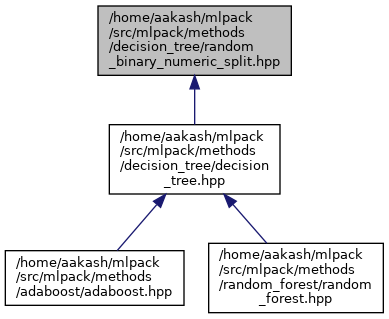 /home/aakash/mlpack
/src/mlpack/methods
/decision_tree/random
_binary_numeric_split.hpp
/home/aakash/mlpack
/src/mlpack/methods
/decision_tree/decision
_tree.hpp
/home/aakash/mlpack
/src/mlpack/methods
/adaboost/adaboost.hpp
/home/aakash/mlpack
/src/mlpack/methods
/random_forest/random
_forest.hpp